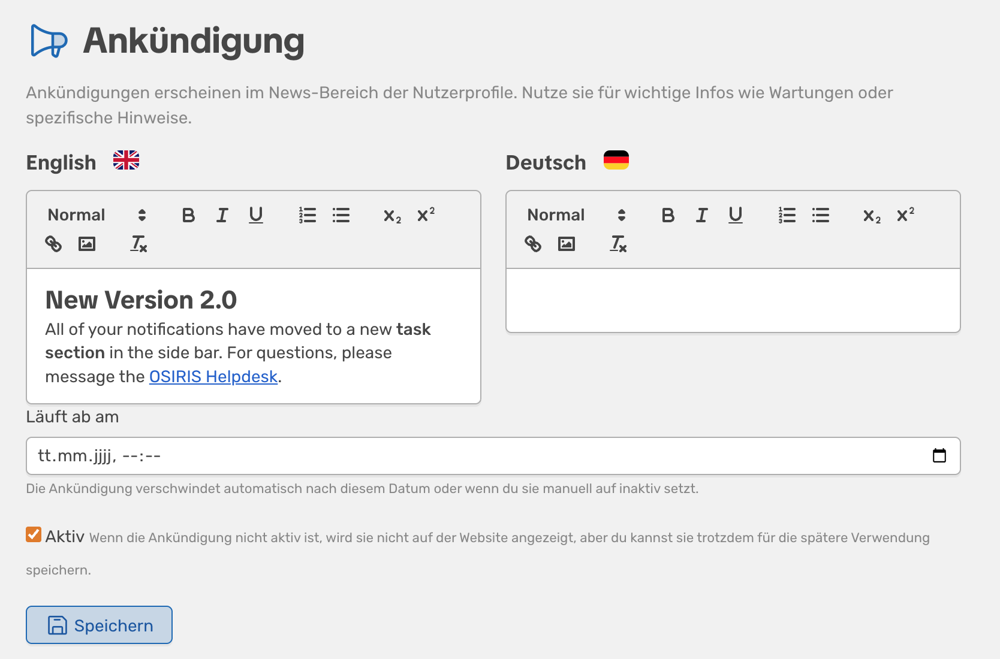 Ankündigung
Ankündigungen erscheinen im News-Bereich der Nutzerprofile. Nutze sie für wichtige Infos wie Wartungen oder
spezifische Hinweise.
English
Deutsch
Normal
Normal
New Version 2.0
All of your notifications have moved to a new task
section in the side bar. For questions, please
message the OSIRIS Helpdesk.
Läuft ab am
tt.mm.jjjj, --:--
Die Ankündigung verschwindet automatisch nach diesem Datum oder wenn du sie manuell auf inaktiv setzt.
Aktiv Wenn die Ankündigung nicht aktiv ist, wird sie nicht auf der Website angezeigt, aber du kannst sie trotzdem für die spätere Verwendung
speichern.
Speichern